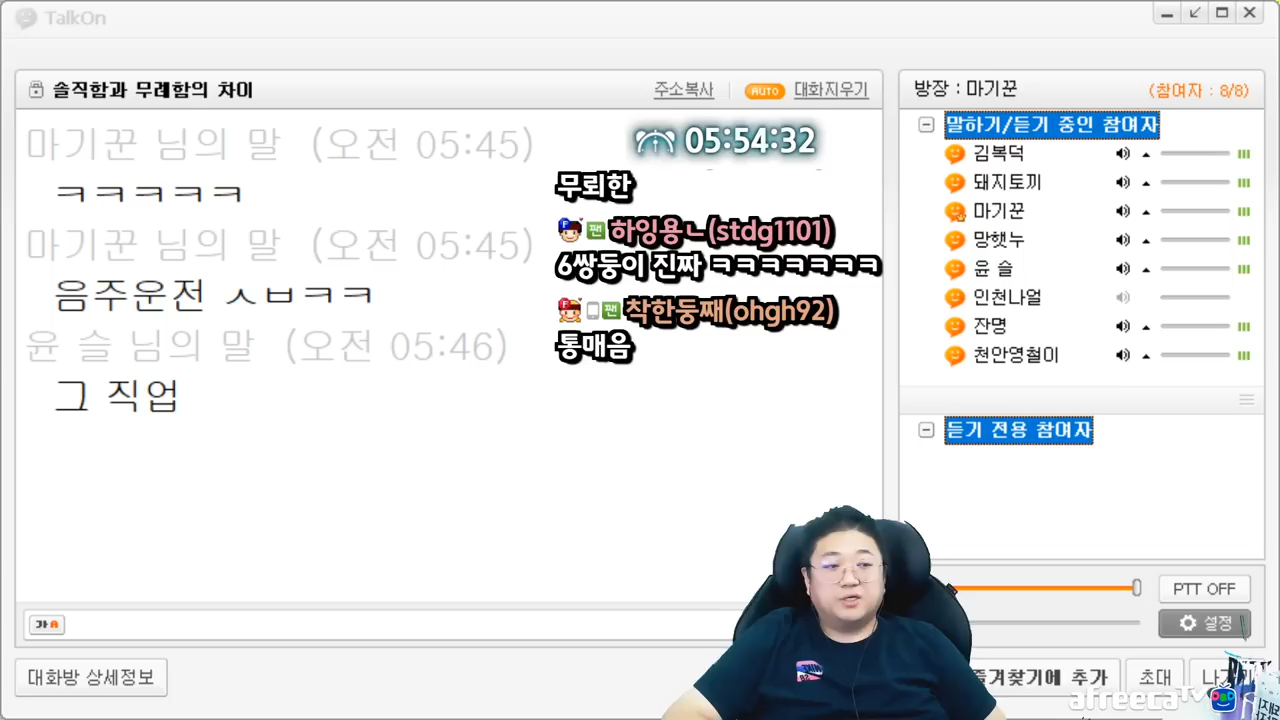 TalkOn
솔직함과 무례함의 차이
주소복사
AUTO
대화지우기
마기꾼 님의 말 (오전 05:45)
ㅋㅋㅋㅋㅋ
마기꾼 님의 말 (오전 05:45)
음주운전 ㅅㅂㅋㅋ
윤 슬 님의 말 (오전 05:46)
그 직업
05:54:32
무뢰한
팬 하잉용ㄴ(stdg1101)
6쌍둥이 진짜 ㅋㅋㅋㅋㅋㅋㅋ
팬 착한둥째(ohgh92)
통매음
방장 : 마기꾼
(참여자 : 8/8)
말하기/듣기 중인 참여자
김복덕
돼지토끼
마기꾼
망햇누
윤 슬
인천나얼
잔명
천안영철이
듣기 전용 참여자
PTT OFF
설정
가A
대화방 상세정보
즐겨찾기에 추가
초대
afreecaTV